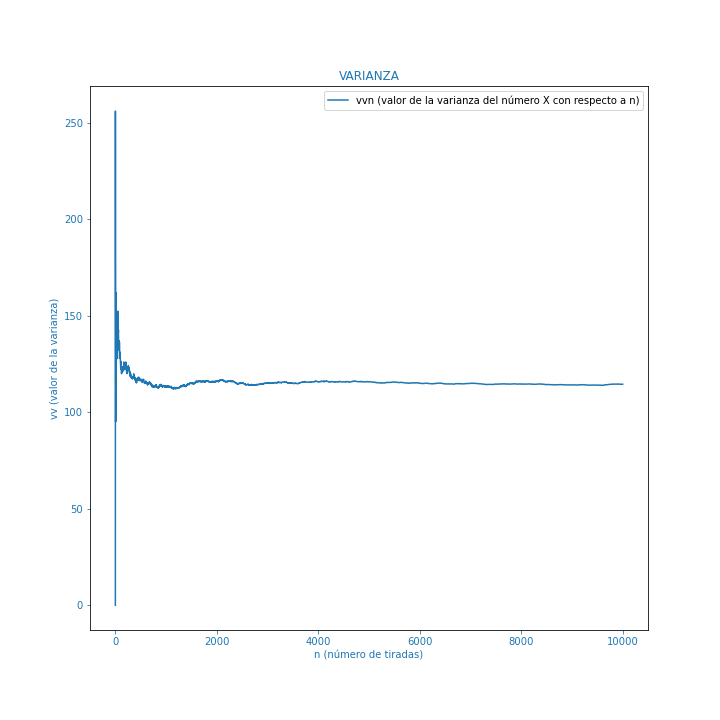 VARIANZA
vvn (valor de la varianza del número X con respecto a n)
250
200
150
100
50
0
vv (valor de la varianza)
0 2000 4000 6000 8000 10000
n (número de tiradas)